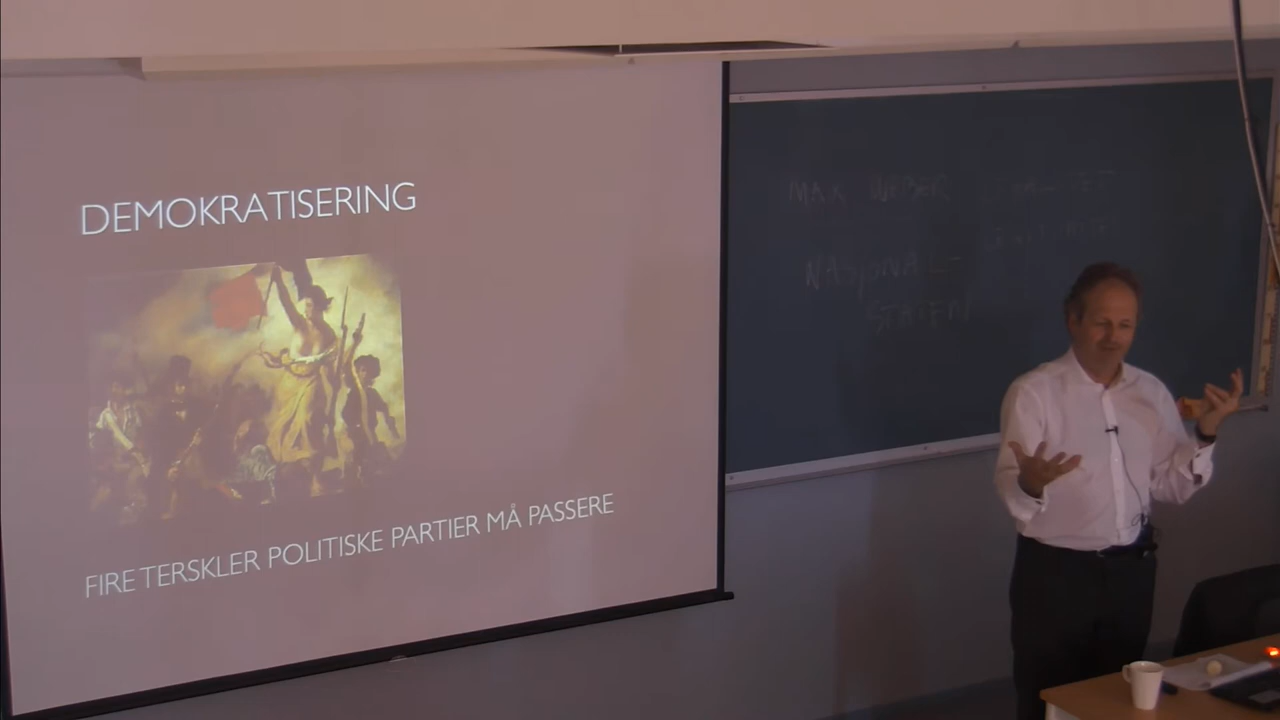 DEMOKRATISERING
FIRE TERSKLER POLITISKE PARTIER MÅ PASSERE
MAX WEBER
NASJONAL-
STATEN